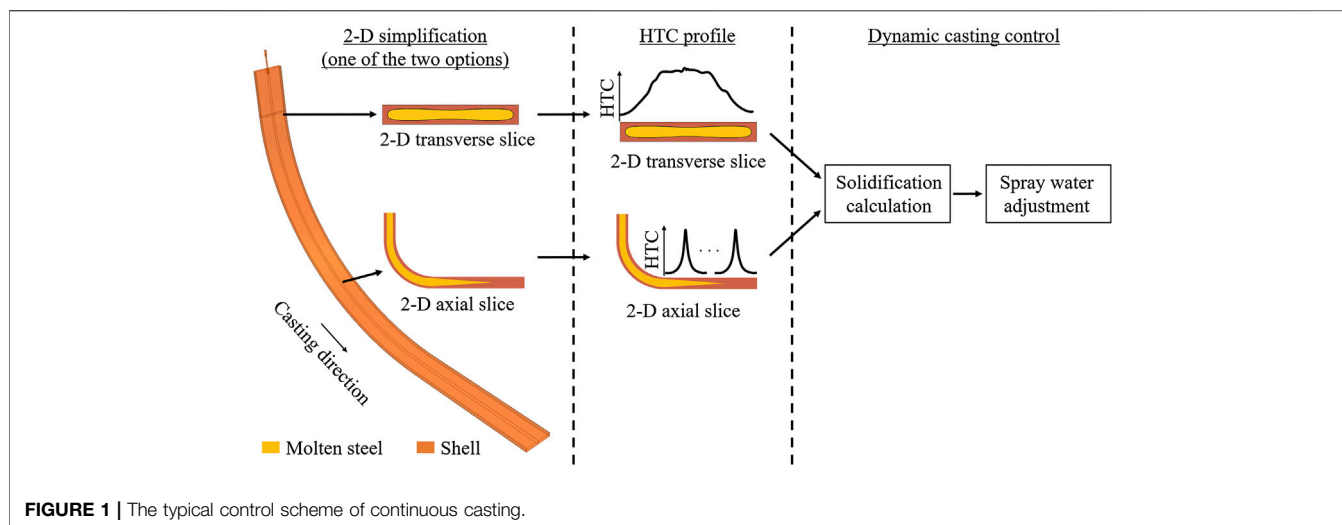 2-D simplification
(one of the two options)
HTC profile
Dynamic casting control
HTC
2-D transverse slice
2-D transverse slice
Solidification
calculation
Spray water
adjustment
HTC
. . .
2-D axial slice
2-D axial slice
Casting direction
Molten steel
Shell
FIGURE 1 | The typical control scheme of continuous casting.